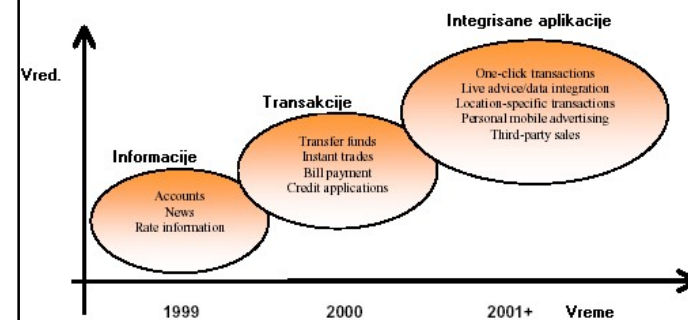 Integrisane aplikacije
Vred.
One-click transactions
Live advice/data integration
Location-specific transactions
Personal mobile advertising
Third-party sales
Transakcije
Transfer funds
Instant trades
Bill payment
Credit applications
Informacije
Accounts
News
Rate information
1999 2000 2001+ Vreme